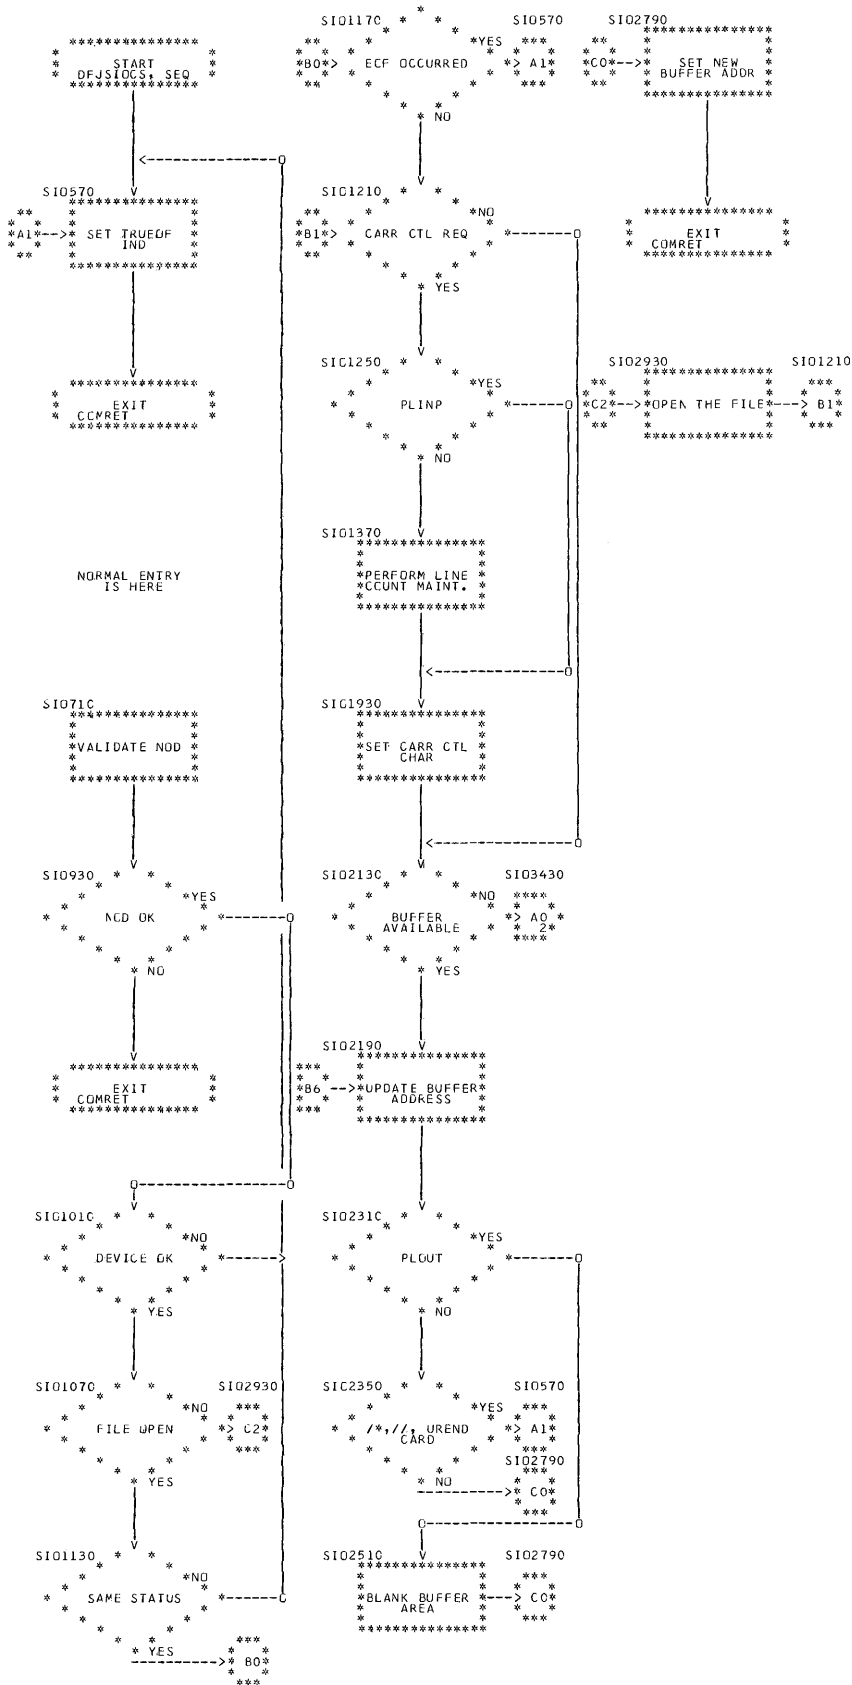 START
DFJSIOCS, SEQ
SIO570
A1 --> SET TRUEOF
IND
EXIT
COMRET
NORMAL ENTRY
IS HERE
SIO710
VALIDATE NOD
SIO930
YES
NOD OK
NO
EXIT
COMRET
SIO1010
NO
DEVICE OK
YES
SIO1070
NO
SIO2930
FILE OPEN
> C2
YES
SIO1130
NO
SAME STATUS
YES
B0
SIO1170
YES
SIO570
B0 > EOF OCCURRED
> A1
NO
SIO1210
NO
B1 > CARR CTL REQ
YES
SIO1250
YES
PLINP
NO
SIO1370
PERFORM LINE
COUNT MAINT.
SIO1930
SET CARR CTL
CHAR
SIO2130
NO
SIO3430
BUFFER
AVAILABLE
> A0
2
YES
SIO2190
B6 --> UPDATE BUFFER
ADDRESS
SIO2310
YES
PLOUT
NO
SIO2350
YES
SIO570
/*,//, UREND
CARD
> A1
NO
SIO2790
C0
SIO2510
SIO2790
BLANK BUFFER
AREA
---> C0
SIO2790
C0 --> SET NEW
BUFFER ADDR
EXIT
COMRET
SIO2930
SIO1210
C2 --> OPEN THE FILE ---> B1